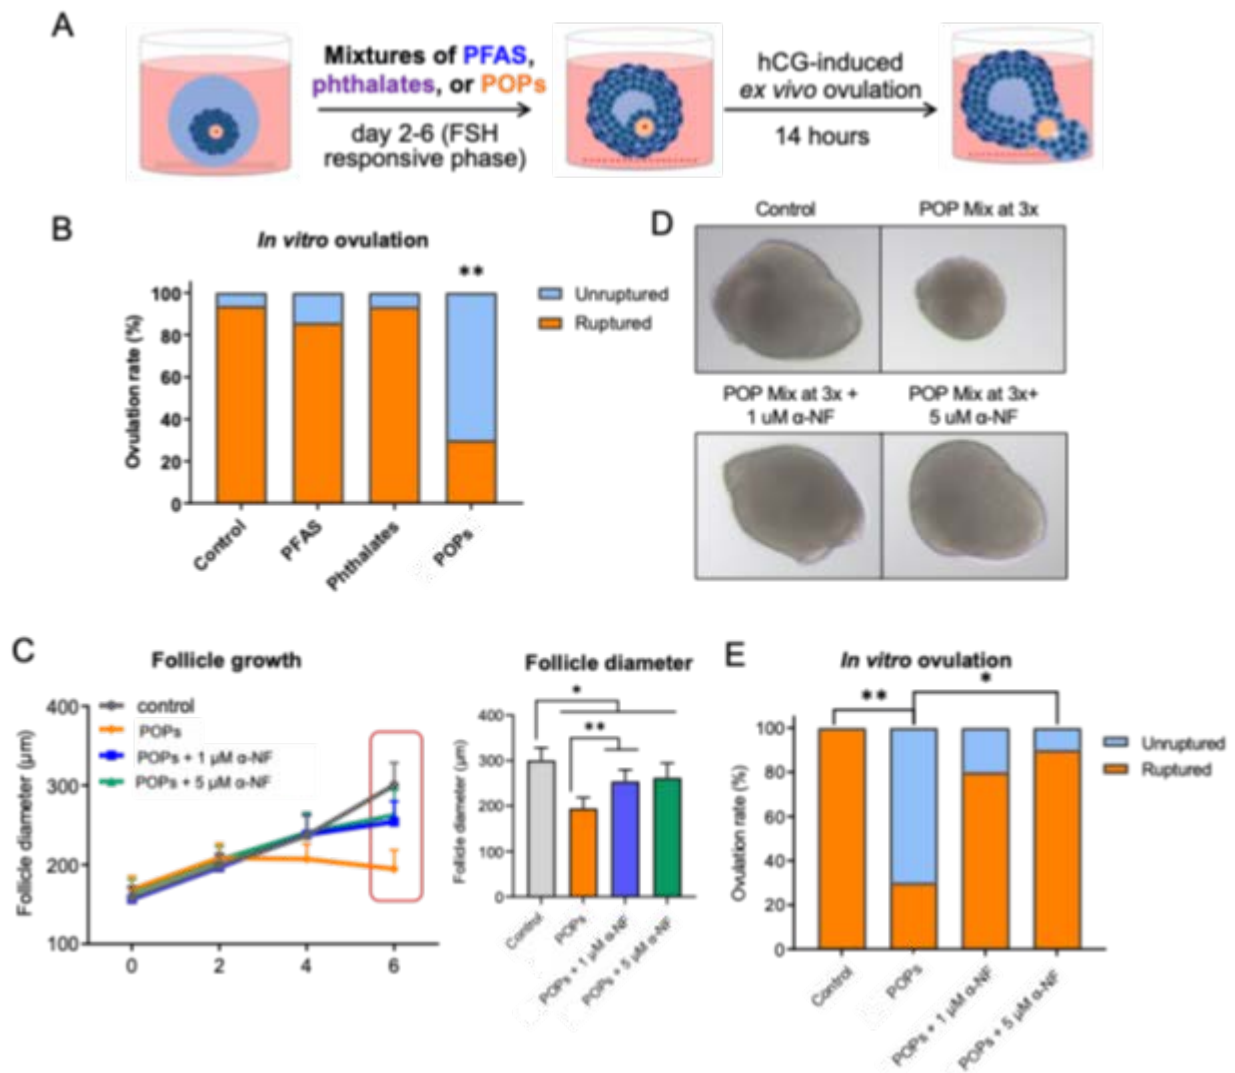 A
Mixtures of PFAS,
phthalates, or POPs
day 2-6 (FSH
responsive phase)
hCG-induced
ex vivo ovulation
14 hours
B
In vitro ovulation
**
Ovulation rate (%)
100
80
60
40
20
0
Control
PFAS
Phthalates
POPs
Unruptured
Ruptured
D
Control
POP Mix at 3x
POP Mix at 3x +
1 uM α-NF
POP Mix at 3x+
5 uM α-NF
C
Follicle growth
Follicle diameter (µm)
400
300
200
100
0
2
4
6
control
POPs
POPs + 1 µM α-NF
POPs + 5 µM α-NF
Follicle diameter
Follicle diameter (µm)
*
**
400
300
200
100
0
Control
POPs
POPs + 1 µM α-NF
POPs + 5 µM α-NF
E
In vitro ovulation
**
*
Ovulation rate (%)
100
80
60
40
20
0
Control
POPs
POPs + 1 µM α-NF
POPs + 5 µM α-NF
Unruptured
Ruptured